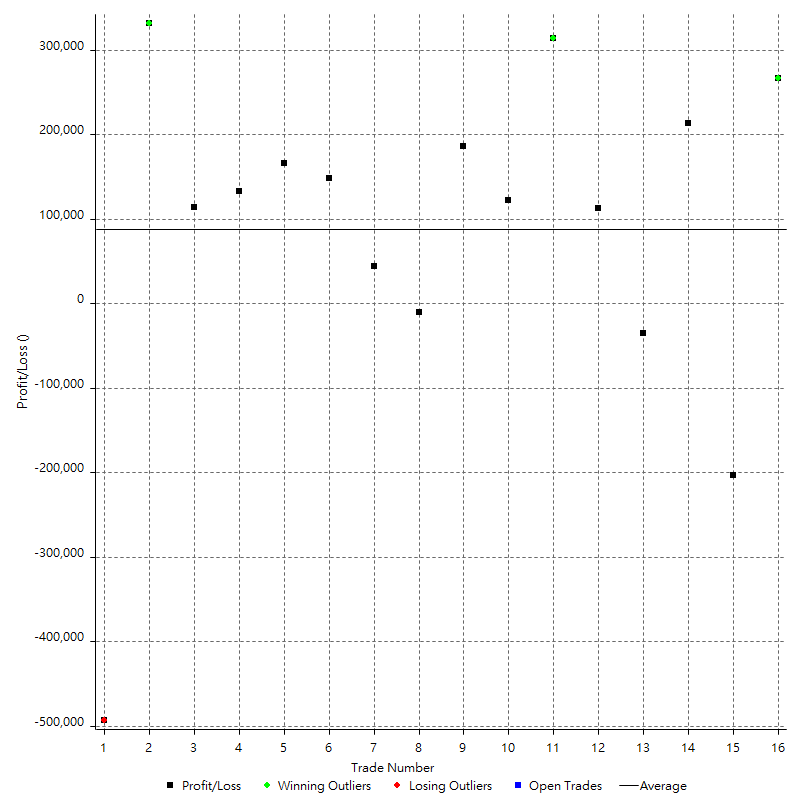 300,000
200,000
100,000
0
-100,000
-200,000
-300,000
-400,000
-500,000
Profit/Loss ()
1 2 3 4 5 6 7 8 9 10 11 12 13 14 15 16
Trade Number
Profit/Loss Winning Outliers Losing Outliers Open Trades Average